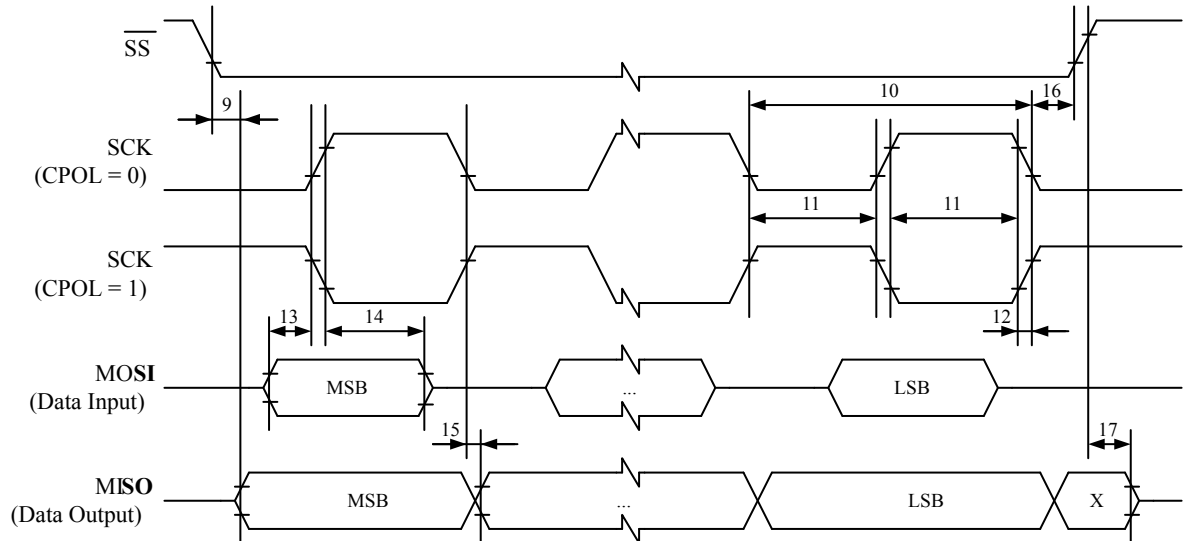 SS
9
10
16
SCK
(CPOL = 0)
11
11
SCK
(CPOL = 1)
13
14
12
MOSI
(Data Input)
MSB
...
LSB
15
17
MISO
(Data Output)
MSB
...
LSB
X